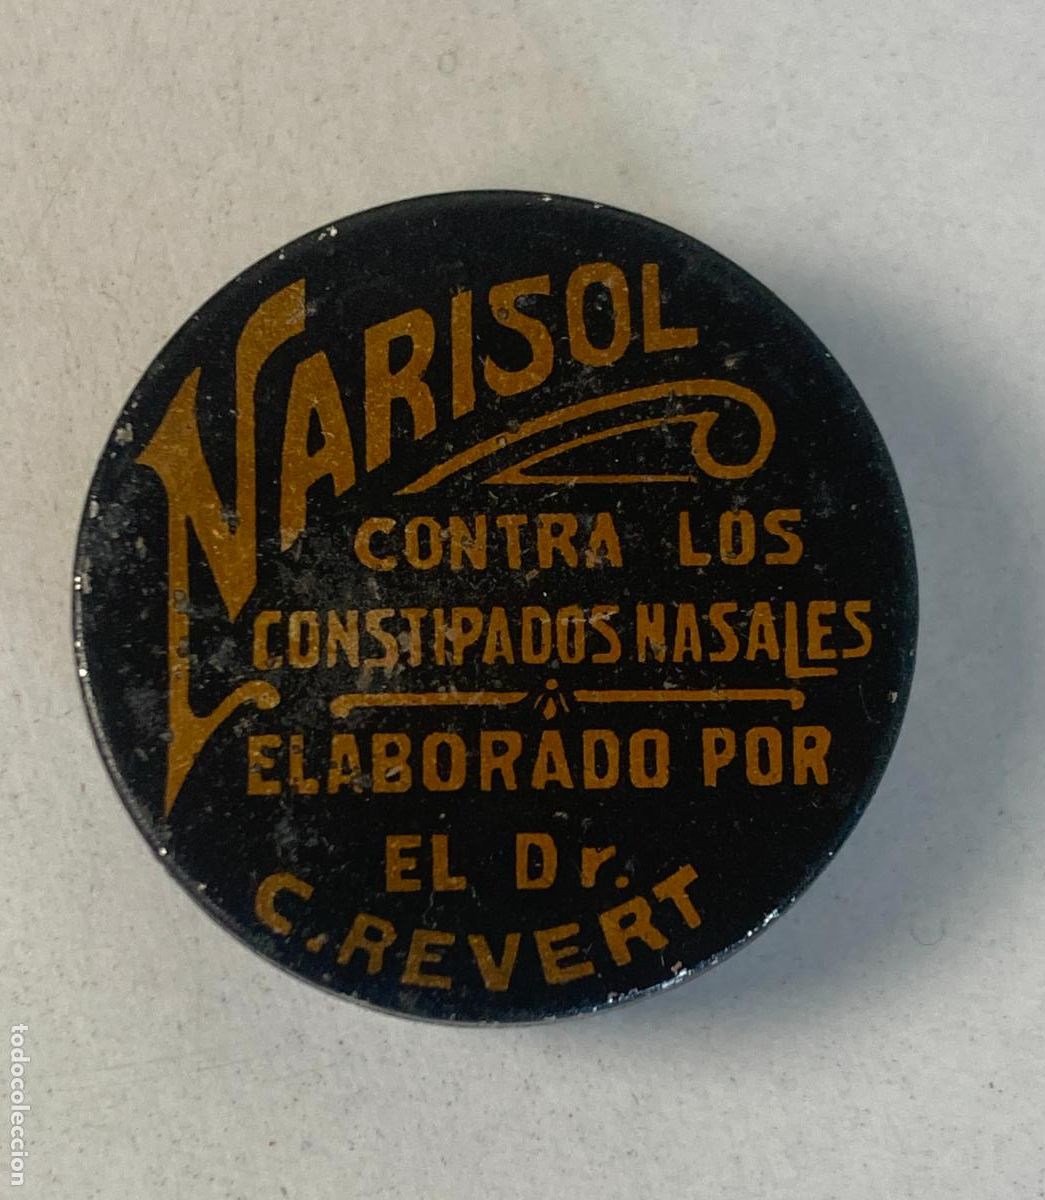 NARISOL
CONTRA LOS
CONSTIPADOS NASALES
ELABORADO POR
EL Dr.
C. REVERT
todocoleccion